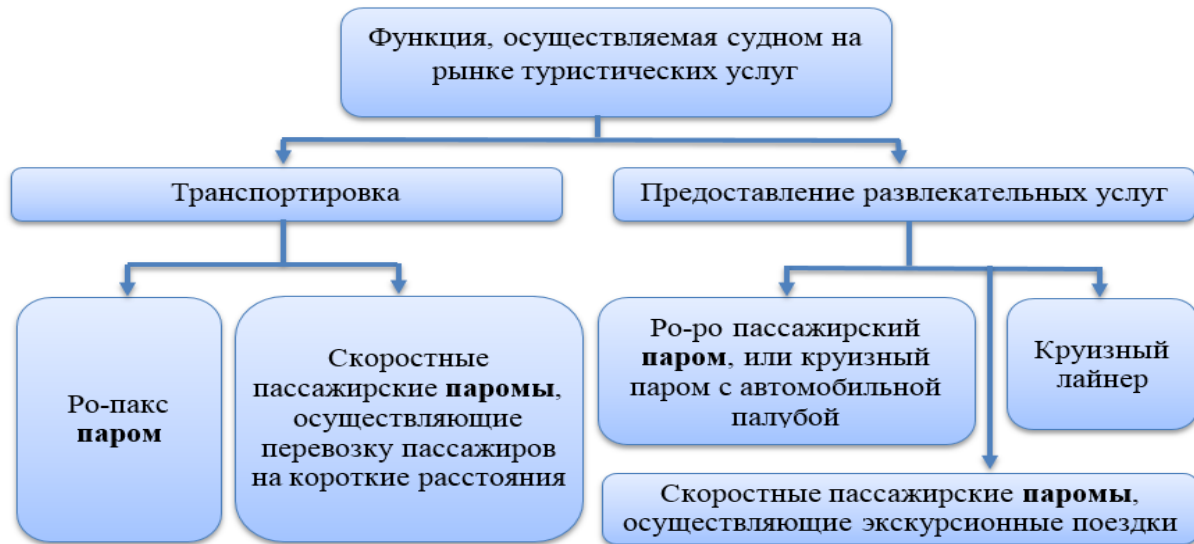 Функция, осуществляемая судном на
рынке туристических услуг
Транспортировка
Предоставление развлекательных услуг
Ро-пакс
паром
Скоростные
пассажирские паромы,
осуществляющие
перевозку пассажиров
на короткие расстояния
Ро-ро пассажирский
паром, или круизный
паром с автомобильной
палубой
Круизный
лайнер
Скоростные пассажирские паромы,
осуществляющие экскурсионные поездки